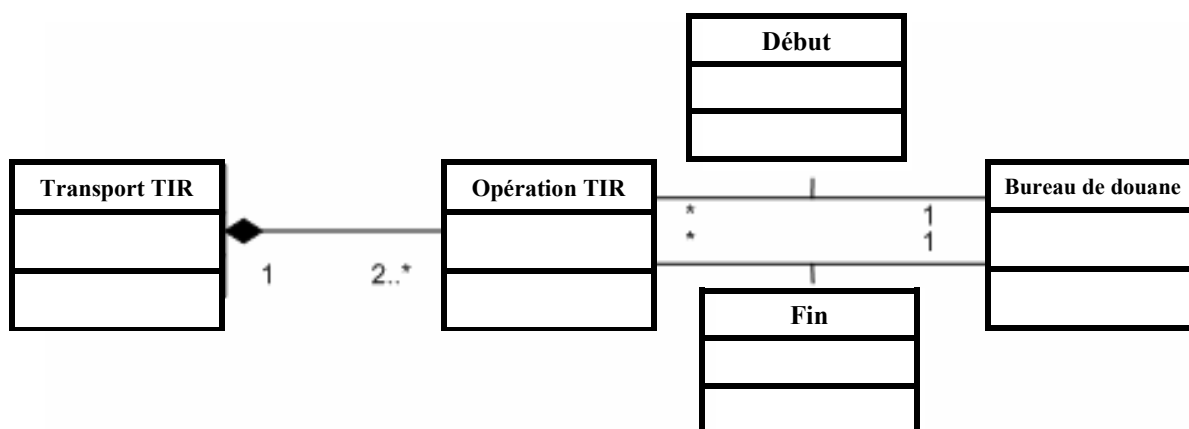 Début
Transport TIR
Opération TIR
Bureau de douane
* 1
* 1
1 2..*
Fin